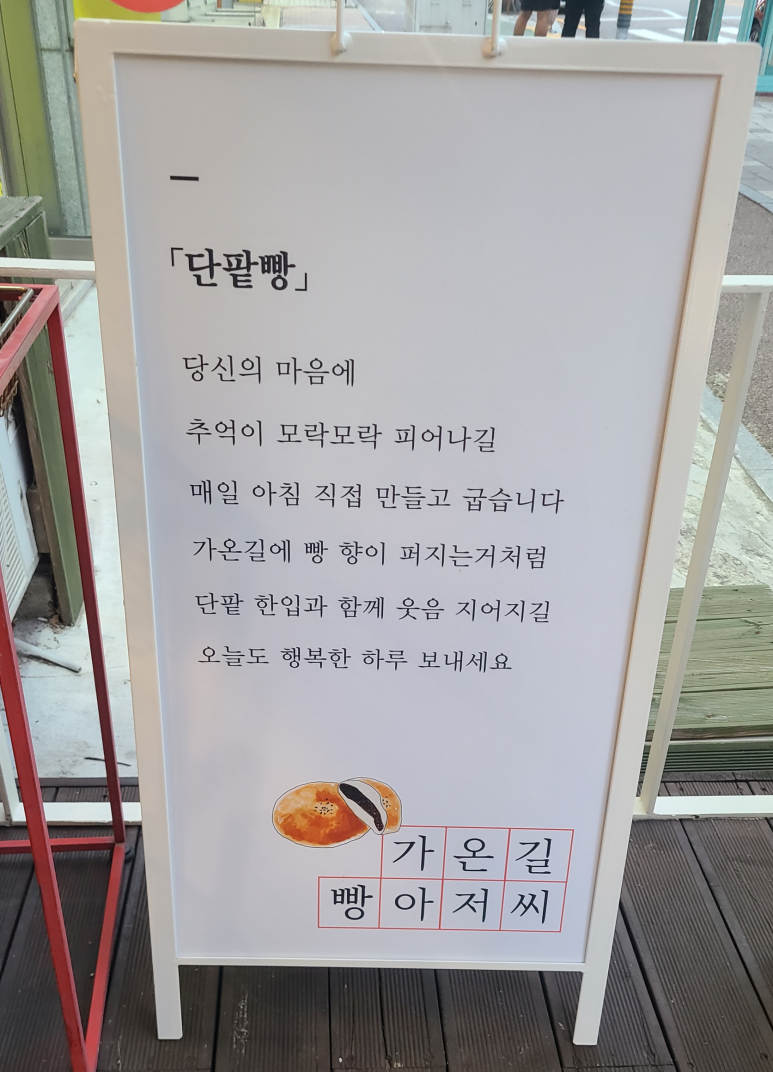 「단팥빵」
당신의 마음에
추억이 모락모락 피어나길
매일 아침 직접 만들고 굽습니다
가온길에 빵 향이 퍼지는거처럼
단팥 한입과 함께 웃음 지어지길
오늘도 행복한 하루 보내세요
가온길
빵아저씨